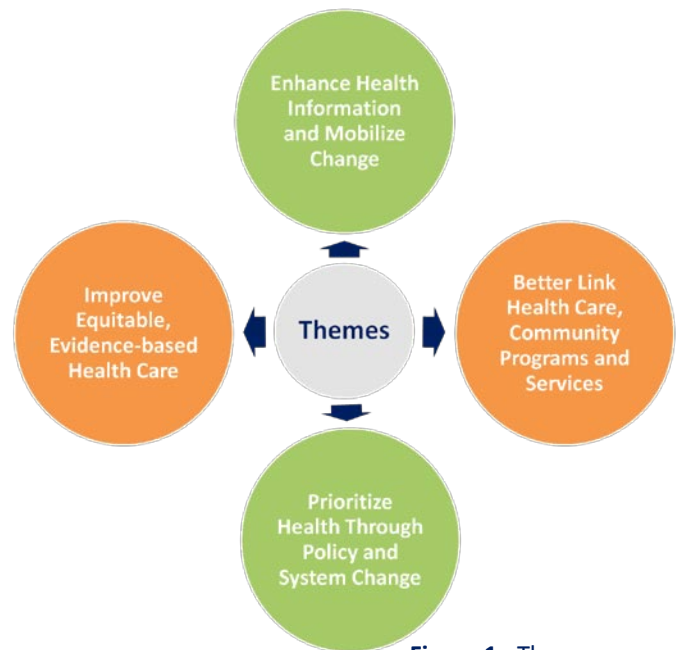 Enhance Health
Information
and Mobilize
Change
Improve
Equitable,
Evidence-based
Health Care
Themes
Better Link
Health Care,
Community
Programs and
Services
Prioritize
Health Through
Policy and
System Change